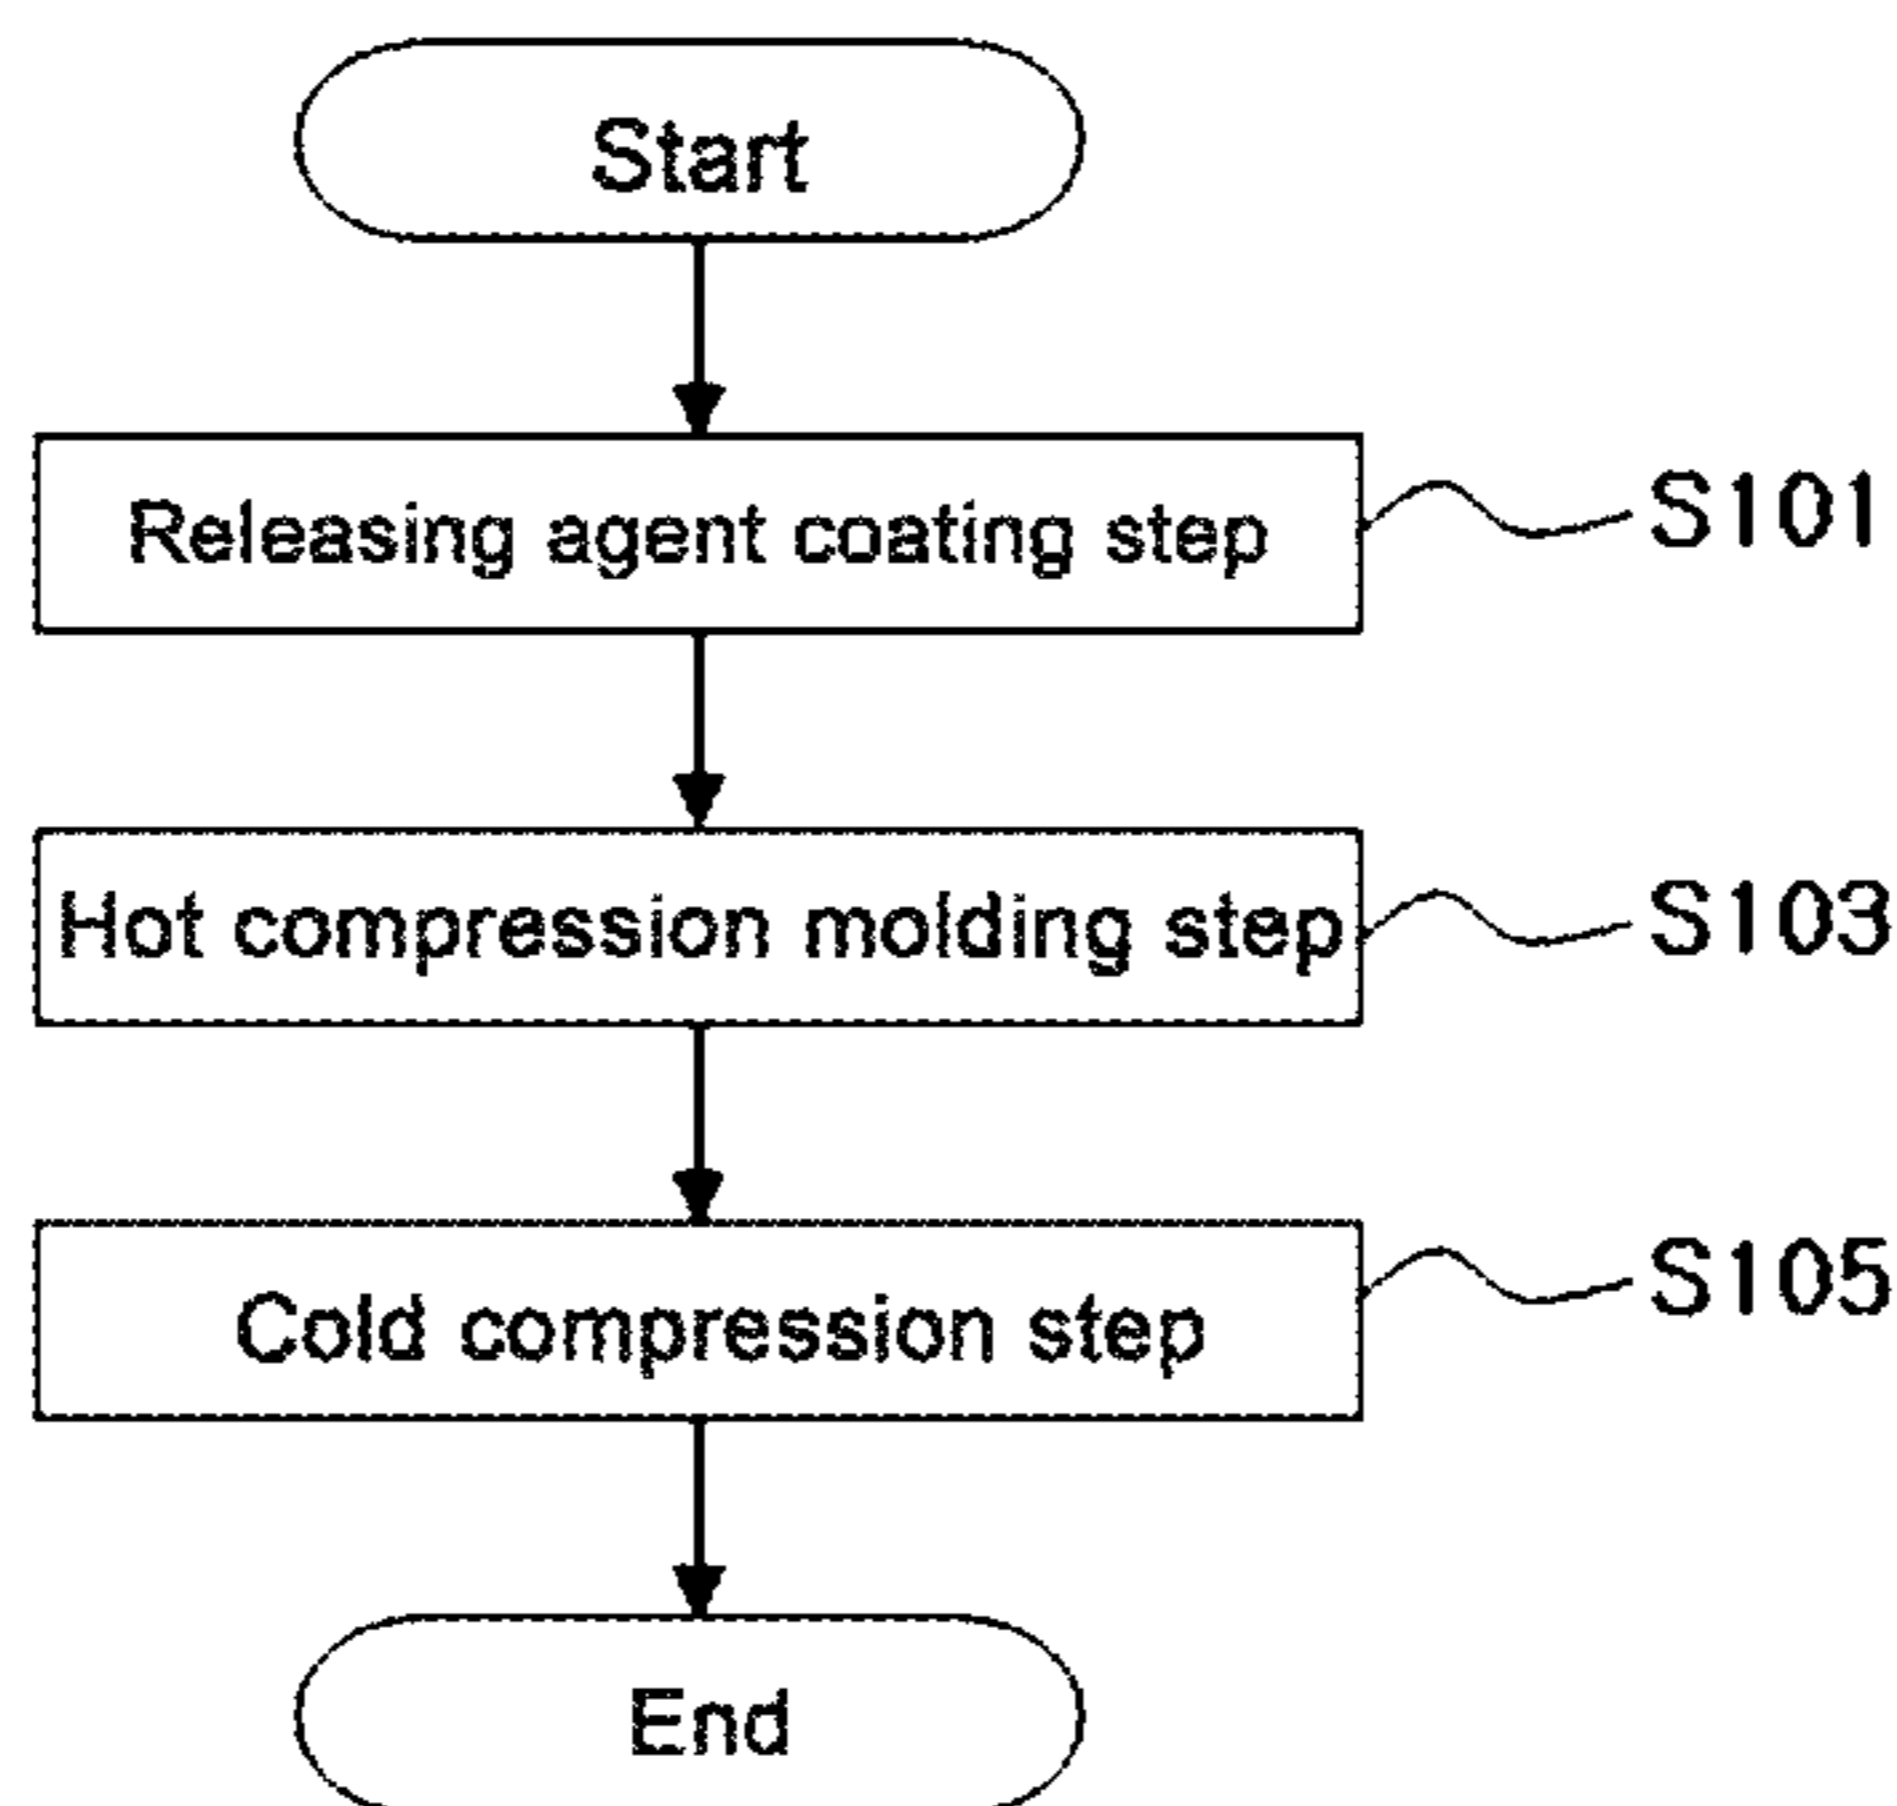 Start
Releasing agent coating step
S101
Hot compression molding step
S103
Cold compression step
S105
End